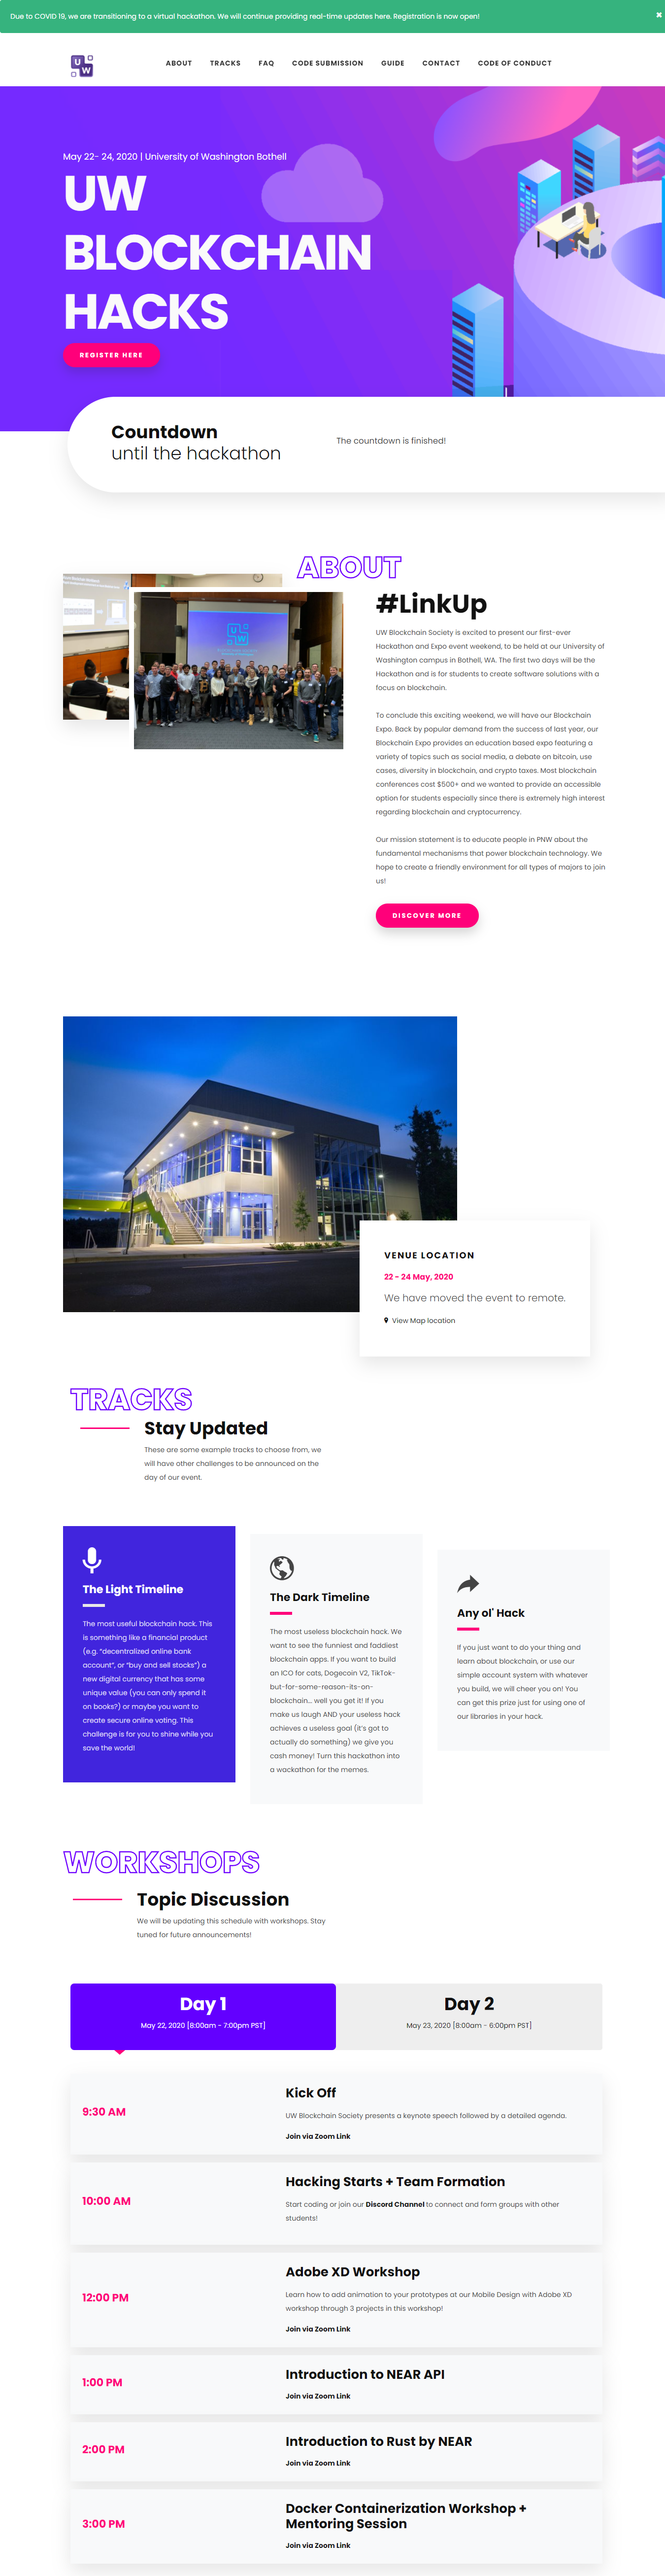 Due to COVID 19, we are transitioning to a virtual hackathon. We will continue providing real-time updates here. Registration is now open!
U
W
ABOUT TRACKS FAQ CODE SUBMISSION GUIDE CONTACT CODE OF CONDUCT
May 22- 24, 2020 | University of Washington Bothell
UW
BLOCKCHAIN
HACKS
REGISTER HERE
Countdown
until the hackathon
The countdown is finished!
ABOUT
#LinkUp
UW Blockchain Society is excited to present our first-ever
Hackathon and Expo event weekend, to be held at our University of
Washington campus in Bothell, WA. The first two days will be the
Hackathon and is for students to create software solutions with a
focus on blockchain.
To conclude this exciting weekend, we will have our Blockchain
Expo. Back by popular demand from the success of last year, our
Blockchain Expo provides an education based expo featuring a
variety of topics such as social media, a debate on bitcoin, use
cases, diversity in blockchain, and crypto taxes. Most blockchain
conferences cost $500+ and we wanted to provide an accessible
option for students especially since there is extremely high interest
regarding blockchain and cryptocurrency.
Our mission statement is to educate people in PNW about the
fundamental mechanisms that power blockchain technology. We
hope to create a friendly environment for all types of majors to join
us!
DISCOVER MORE
VENUE LOCATION
22 - 24 May, 2020
We have moved the event to remote.
View Map location
TRACKS
Stay Updated
These are some example tracks to choose from, we
will have other challenges to be announced on the
day of our event.
The Light Timeline
The most useful blockchain hack. This
is something like a financial product
(e.g. “decentralized online bank
account”, or “buy and sell stocks”) a
new digital currency that has some
unique value (you can only spend it
on books?) or maybe you want to
create secure online voting. This
challenge is for you to shine while you
save the world!
The Dark Timeline
The most useless blockchain hack. We
want to see the funniest and faddiest
blockchain apps. If you want to build
an ICO for cats, Dogecoin V2, TikTok-
but-for-some-reason-its-on-
blockchain... well you get it! If you
make us laugh AND your useless hack
achieves a useless goal (it's got to
actually do something) we give you
cash money! Turn this hackathon into
a wackathon for the memes.
Any ol' Hack
If you just want to do your thing and
learn about blockchain, or use our
simple account system with whatever
you build, we will cheer you on! You
can get this prize just for using one of
our libraries in your hack.
WORKSHOPS
Topic Discussion
We will be updating this schedule with workshops. Stay
tuned for future announcements!
Day 1
May 22, 2020 [8:00am - 7:00pm PST]
Day 2
May 23, 2020 [8:00am - 6:00pm PST]
9:30 AM
Kick Off
UW Blockchain Society presents a keynote speech followed by a detailed agenda.
Join via Zoom Link
10:00 AM
Hacking Starts + Team Formation
Start coding or join our Discord Channel to connect and form groups with other
students!
12:00 PM
Adobe XD Workshop
Learn how to add animation to your prototypes at our Mobile Design with Adobe XD
workshop through 3 projects in this workshop!
Join via Zoom Link
1:00 PM
Introduction to NEAR API
Join via Zoom Link
2:00 PM
Introduction to Rust by NEAR
Join via Zoom Link
3:00 PM
Docker Containerization Workshop +
Mentoring Session
Join via Zoom Link